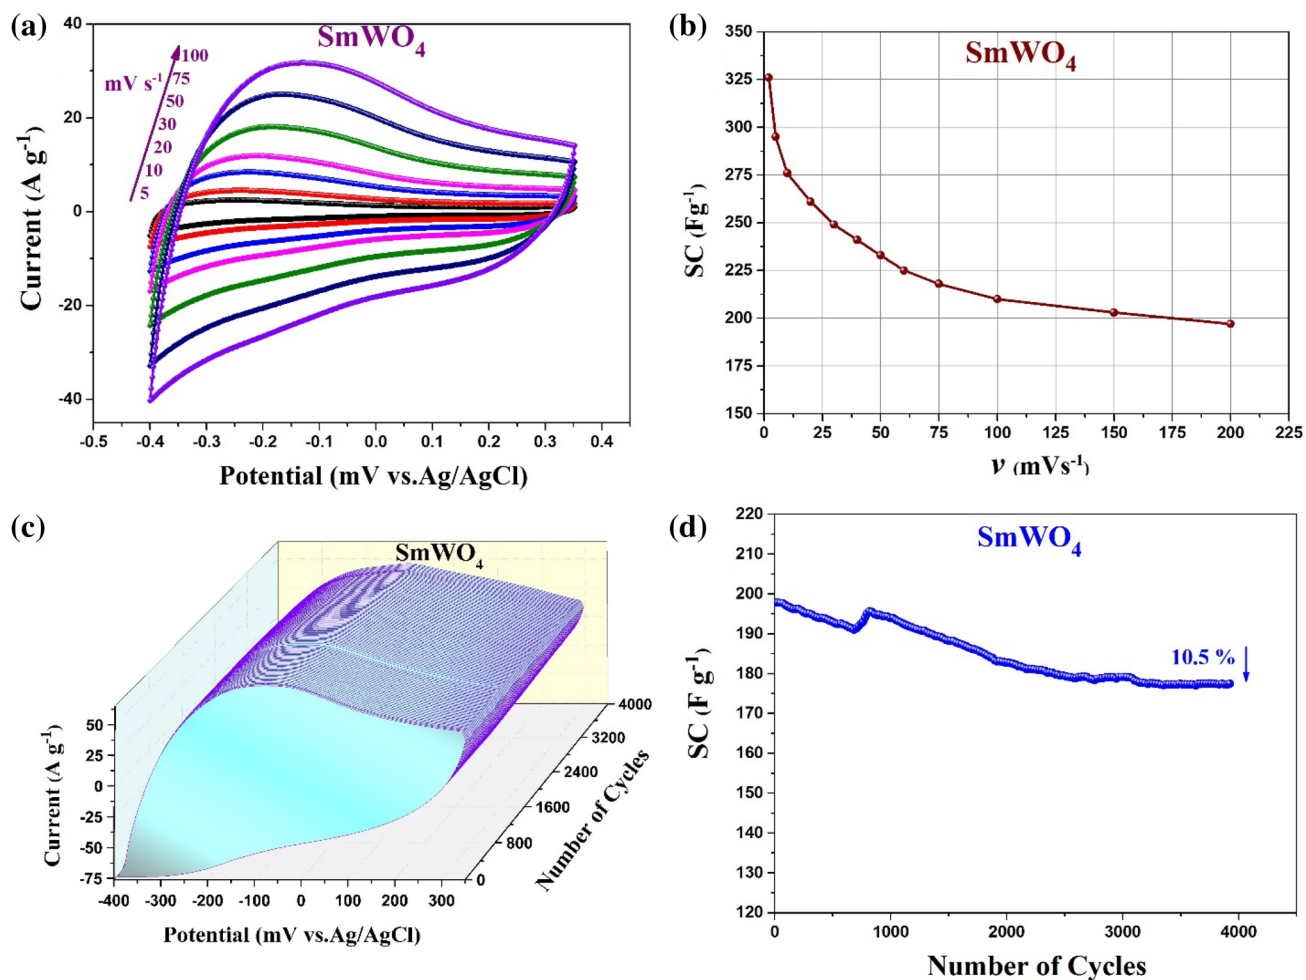 (a)
SmWO4
100
75
50
30
20
10
5
mV s-1
40
20
0
-20
-40
Current (A g-1)
-0.5 -0.4 -0.3 -0.2 -0.1 0.0 0.1 0.2 0.3 0.4
Potential (mV vs.Ag/AgCl)
(b)
SmWO4
350
325
300
275
250
225
200
175
150
SC (Fg-1)
0 25 50 75 100 125 150 175 200 225
ν (mVs-1)
(c)
SmWO4
50
25
0
-25
-50
-75
Current (A g-1)
-400 -300 -200 -100 0 100 200 300
Potential (mV vs.Ag/AgCl)
4000
3200
2400
1600
800
0
Number of Cycles
(d)
SmWO4
220
210
200
190
180
170
160
150
140
130
120
SC (F g-1)
10.5 %
0 1000 2000 3000 4000
Number of Cycles